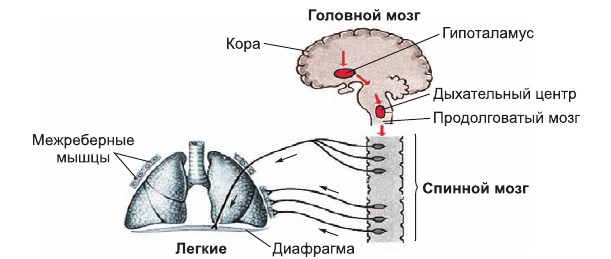 Головной мозг
Кора
Гипоталамус
Дыхательный центр
Продолговатый мозг
Межреберные
мышцы
Спинной мозг
Легкие
Диафрагма